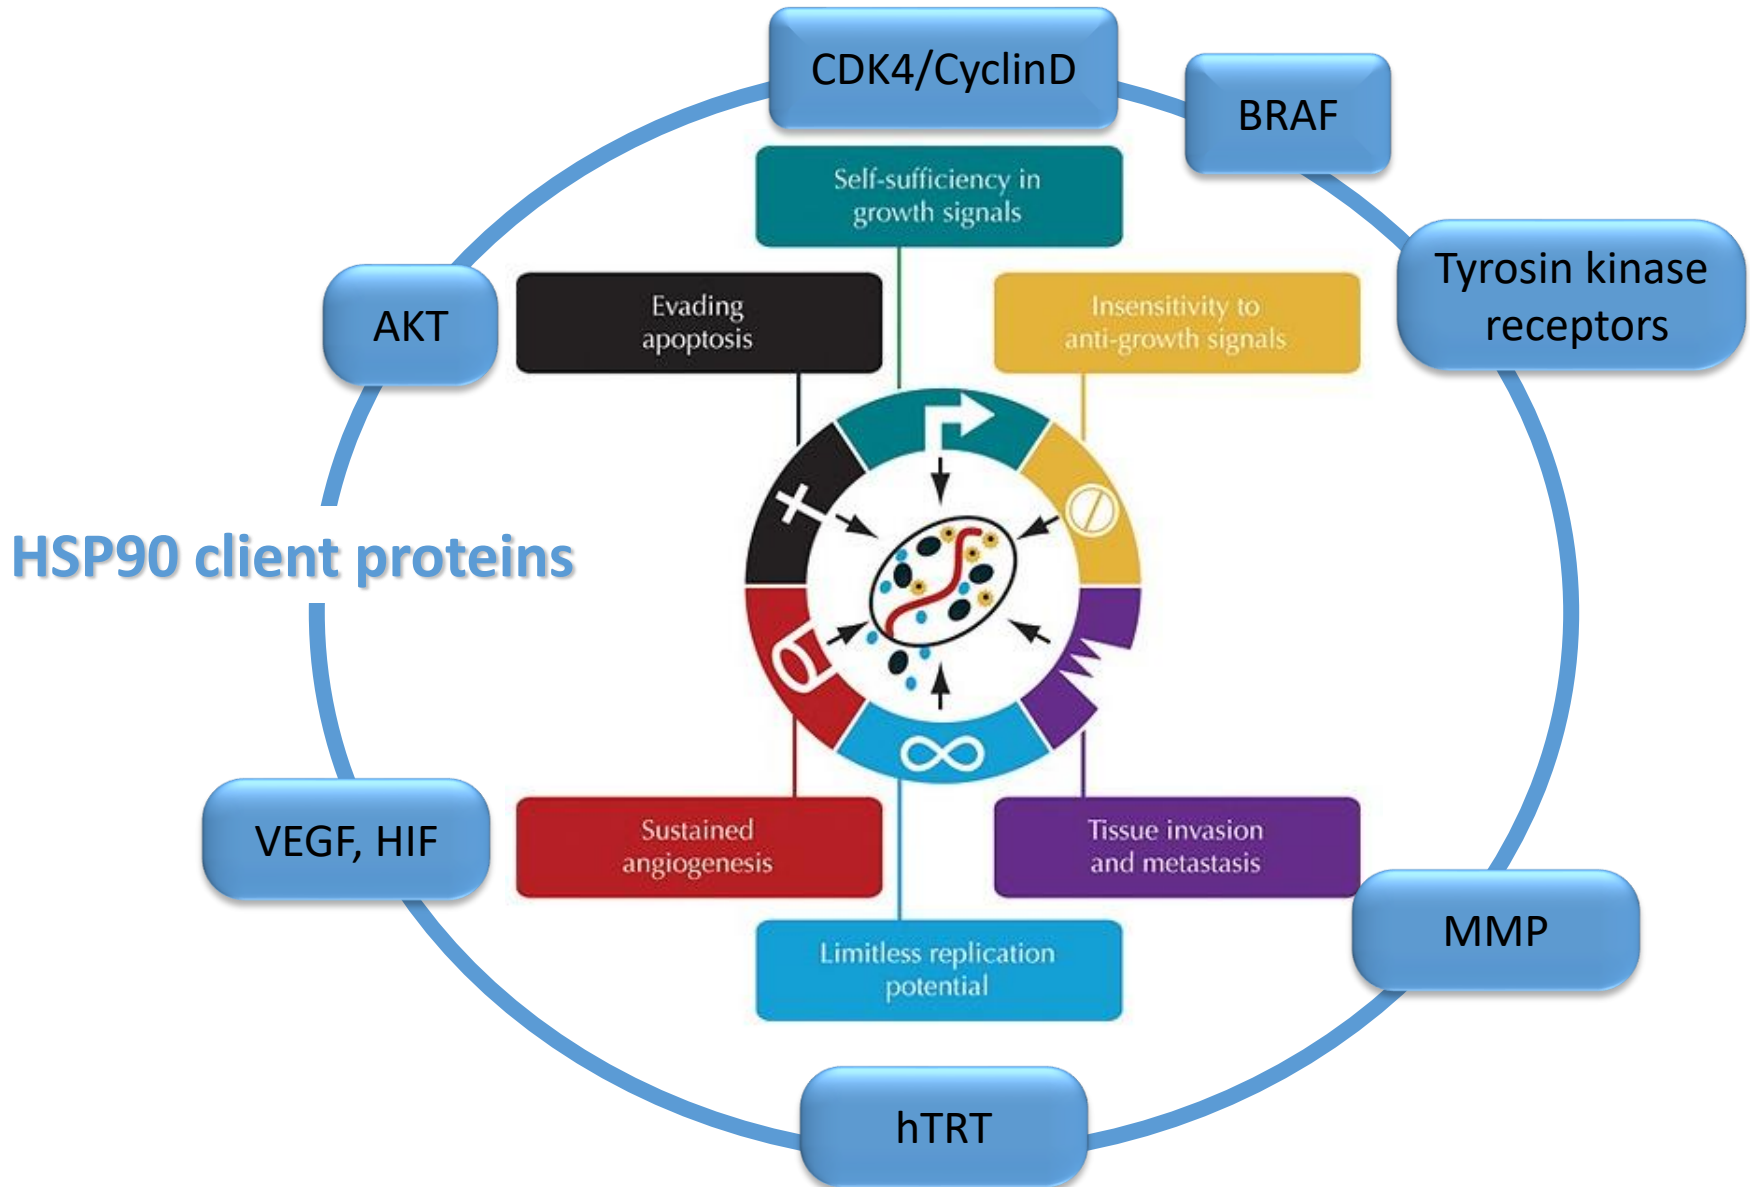 CDK4/CyclinD
BRAF
Self-sufficiency in
growth signals
Tyrosin kinase
receptors
AKT
Evading
apoptosis
Insensitivity to
anti-growth signals
HSP90 client proteins
VEGF, HIF
Sustained
angiogenesis
Tissue invasion
and metastasis
MMP
Limitless replication
potential
hTRT